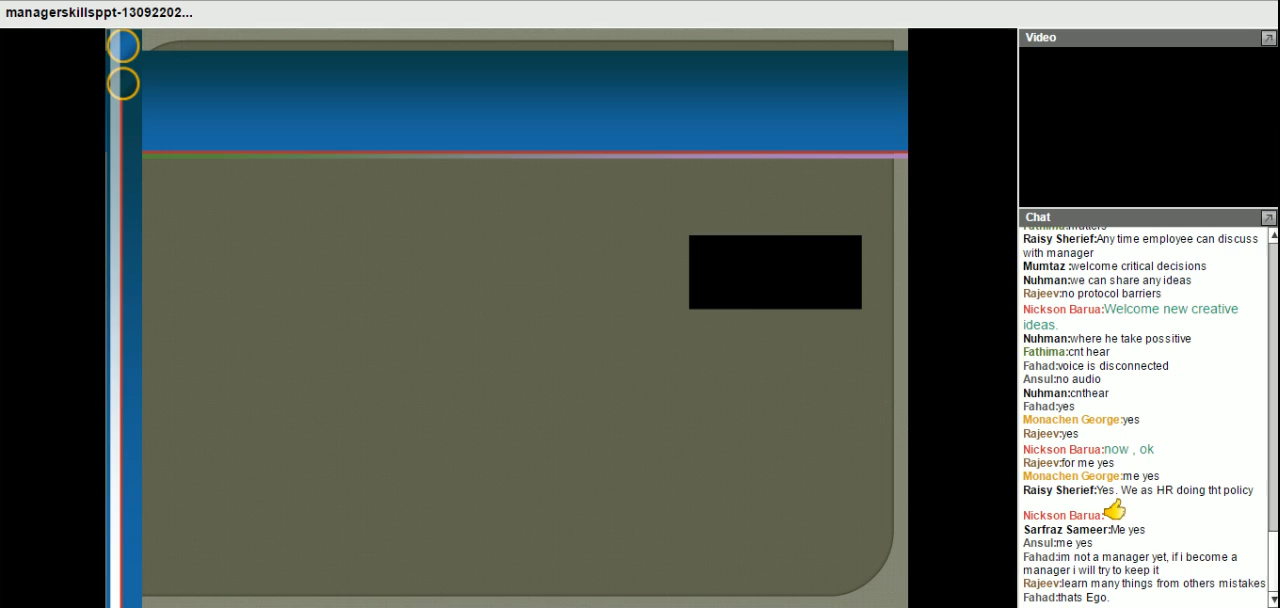 managerskillsppt-13092202...
Video
Chat
Fathima:matters
Raisy Sherief:Any time employee can discuss
with manager
Mumtaz :welcome critical decisions
Nuhman:we can share any ideas
Rajeev:no protocol barriers
Nickson Barua:Welcome new creative
ideas.
Nuhman:where he take possitive
Fathima:cnt hear
Fahad:voice is disconnected
Ansul:no audio
Nuhman:cnthear
Fahad:yes
Monachen George:yes
Rajeev:yes
Nickson Barua:now , ok
Rajeev:for me yes
Monachen George:me yes
Raisy Sherief:Yes. We as HR doing tht policy
Nickson Barua:
Sarfraz Sameer:Me yes
Ansul:me yes
Fahad:im not a manager yet, if i become a
manager i will try to keep it
Rajeev:learn many things from others mistakes
Fahad:thats Ego.